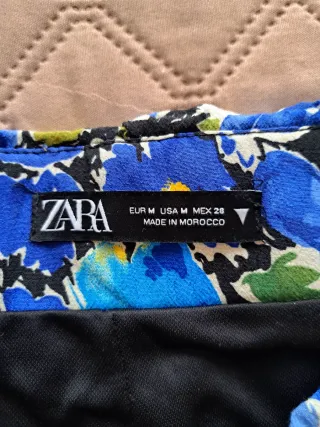 ZARA
EUR M USA M MEX 28
MADE IN MOROCCO